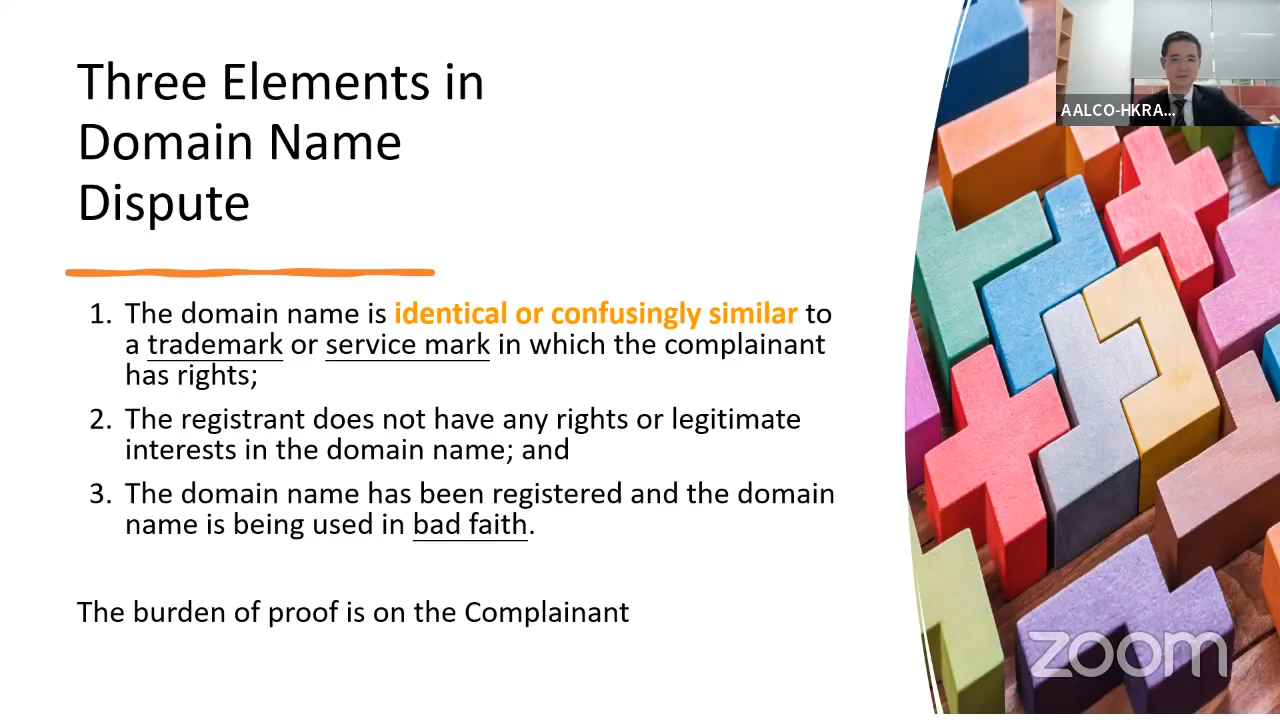 Three Elements in
Domain Name
Dispute
1. The domain name is identical or confusingly similar to
a trademark or service mark in which the complainant
has rights;
2. The registrant does not have any rights or legitimate
interests in the domain name; and
3. The domain name has been registered and the domain
name is being used in bad faith.
The burden of proof is on the Complainant
AALCO-HKRA...
zoom